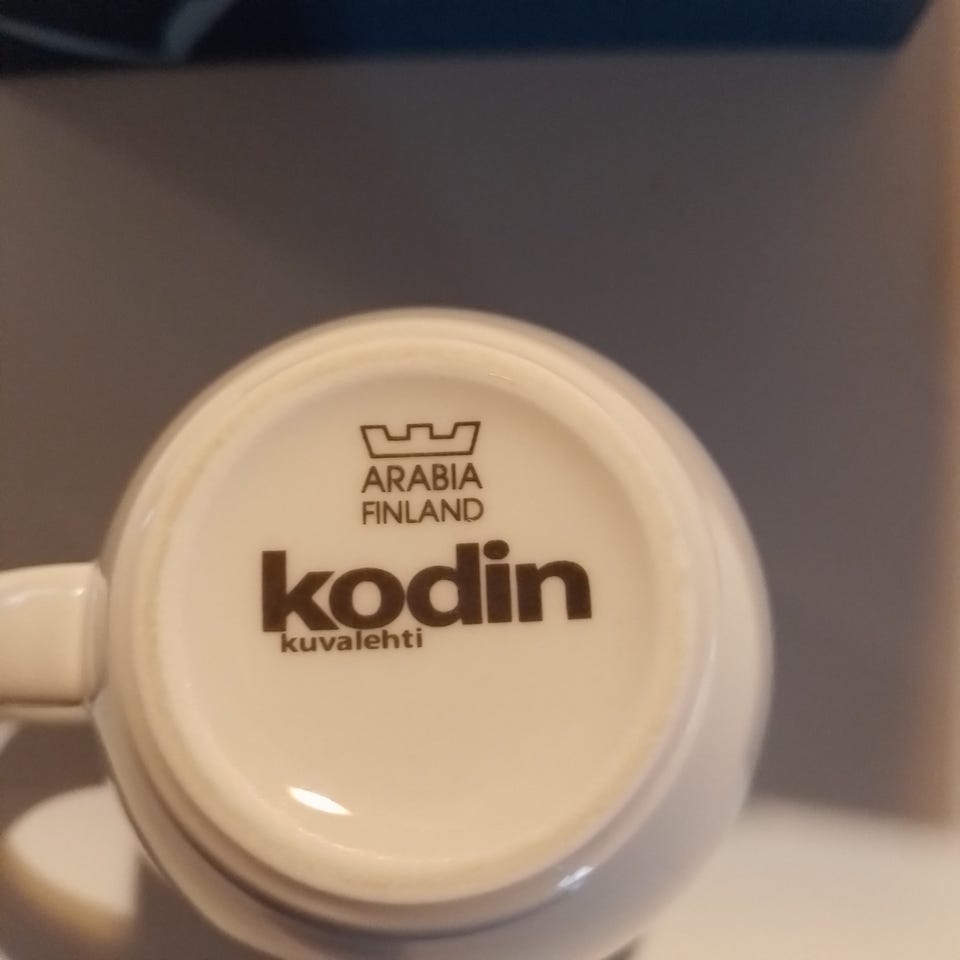 ARABIA
FINLAND
kodin
kuvalehti